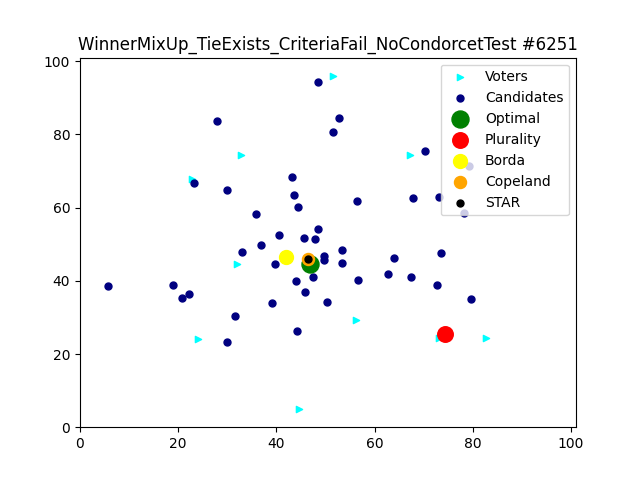 WinnerMixUp_TieExists_CriteriaFail_NoCondorcetTest #6251
Voters
Candidates
Optimal
Plurality
Borda
Copeland
STAR
100
80
60
40
20
0
0 20 40 60 80 100